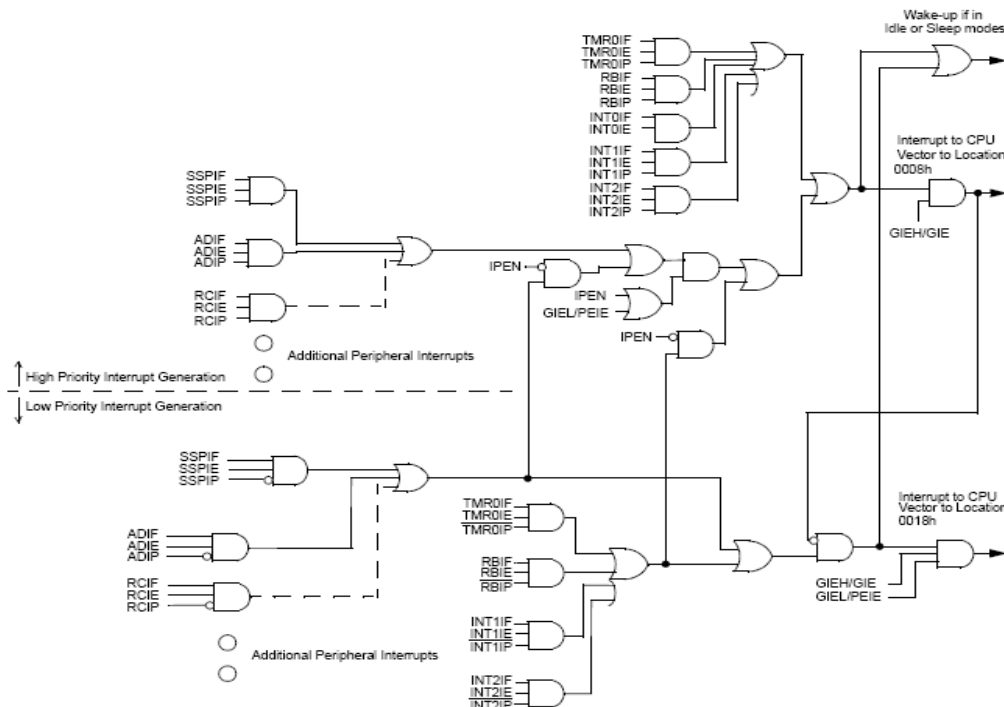 Wake-up if in
Idle or Sleep modes
TMR0IF
TMR0IE
TMR0IP
RBIF
RBIE
RBIP
INT0IF
INT0IE
INT1IF
INT1IE
INT1IP
INT2IF
INT2IE
INT2IP
Interrupt to CPU
Vector to Location
0008h
GIEH/GIE
SSPIF
SSPIE
SSPIP
ADIF
ADIE
ADIP
RCIF
RCIE
RCIP
IPEN
IPEN
GIEL/PEIE
IPEN
Additional Peripheral Interrupts
High Priority Interrupt Generation
Low Priority Interrupt Generation
SSPIF
SSPIE
SSPIP
ADIF
ADIE
ADIP
RCIF
RCIE
RCIP
Additional Peripheral Interrupts
TMR0IF
TMR0IE
TMR0IP
RBIF
RBIE
RBIP
INT1IF
INT1IE
INT1IP
INT2IF
INT2IE
INT2IP
Interrupt to CPU
Vector to Location
0018h
GIEH/GIE
GIEL/PEIE